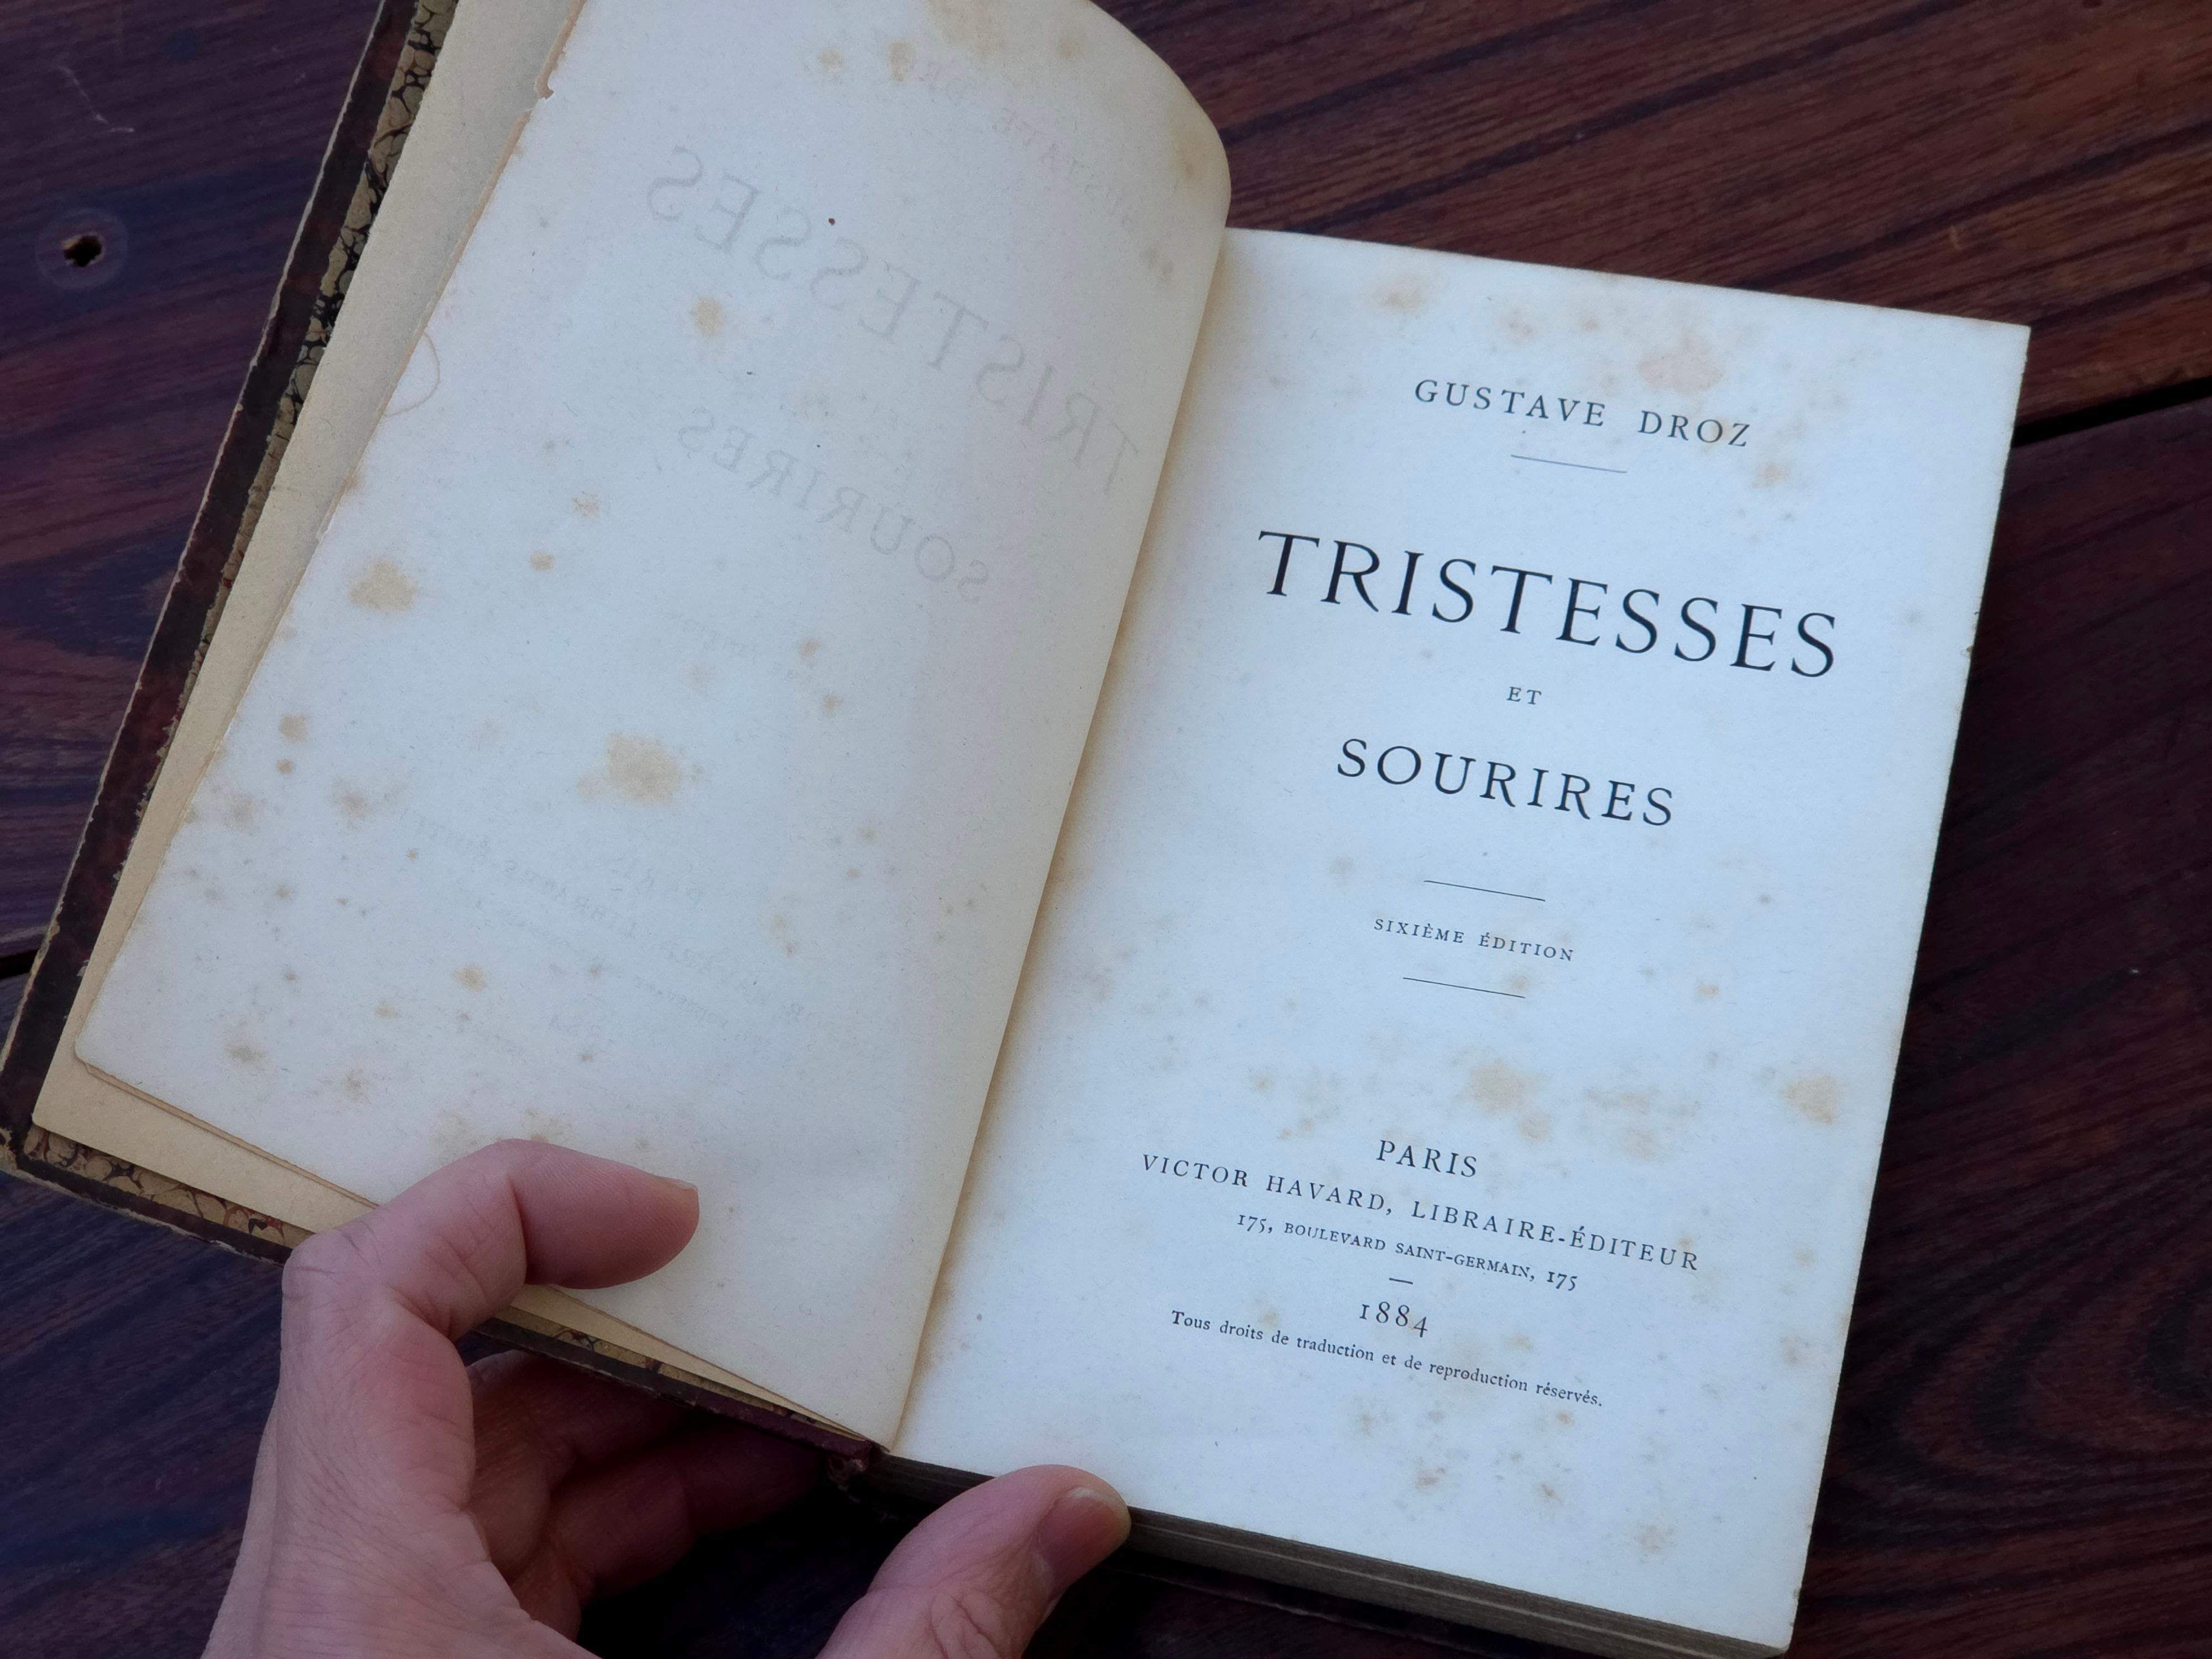 GUSTAVE DROZ
TRISTESSES
ET
SOURIRES
SIXIÈME ÉDITION
PARIS
VICTOR HAVARD, LIBRAIRE-ÉDITEUR
175, BOULEVARD SAINT-GERMAIN, 175
1884
Tous droits de traduction et de reproduction réservés.